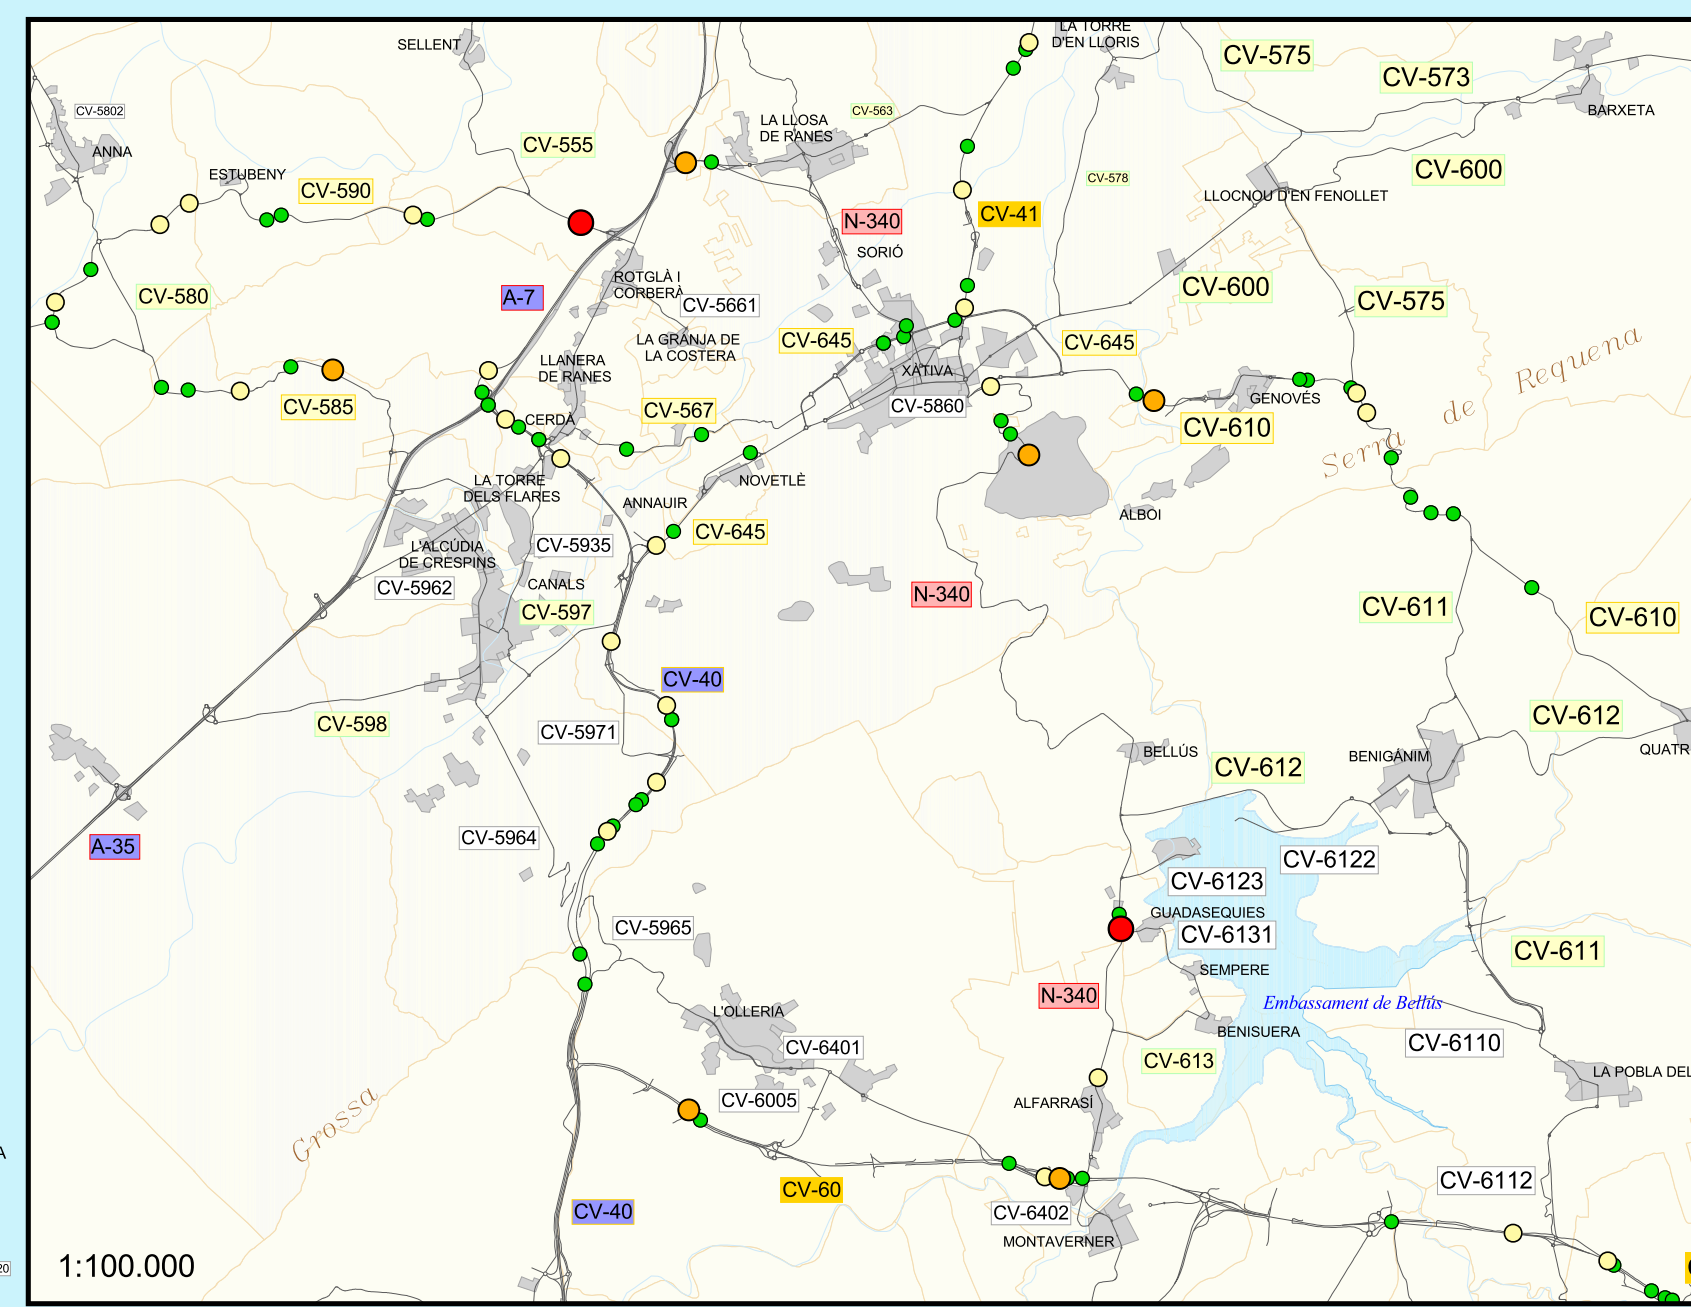 LA TORRE
D'EN LLORIS
SELLENT
CV-575
CV-573
CV-5802
CV-563
BARXETA
LA LLOSA
DE RANES
CV-555
ANNA
ESTUBENY
CV-590
CV-578
CV-600
LLOCNOU D'EN FENOLLET
N-340
CV-41
SORIÓ
ROTGLÀ I
CORBERÀ
CV-580
A-7
CV-5661
CV-600
CV-575
LA GRANJA DE
LA COSTERA
CV-645
CV-645
Serra de Requena
LLANERA
DE RANES
XÀTIVA
CV-585
CV-567
CV-5860
GENOVÉS
CERDÀ
CV-610
LA TORRE
DELS FLARES
NOVETLÈ
ANNAUIR
ALBOI
CV-645
L'ALCÚDIA
DE CRESPINS
CV-5935
CV-5962
CANALS
CV-597
N-340
CV-611
CV-610
CV-40
CV-598
CV-5971
CV-612
BELLÚS
BENIGÀNIM
QUATR
CV-612
A-35
CV-5964
CV-6122
CV-6123
GUADASEQUIES
CV-5965
CV-6131
CV-611
SEMPERE
N-340
Embassament de Bellús
L'OLLERIA
BENISUERA
CV-6401
CV-6110
CV-613
LA POBLA DEL
CV-6005
ALFARRASÍ
Grossa
A
CV-60
CV-6112
CV-40
CV-6402
MONTAVERNER
1:100.000
20